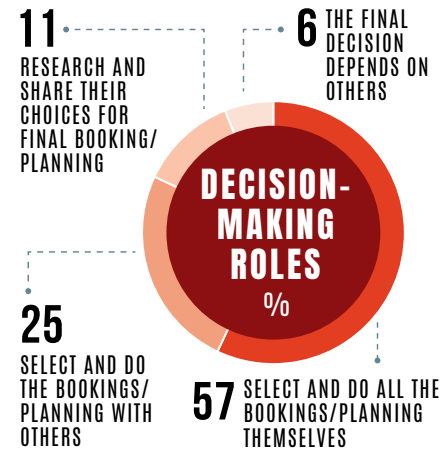 11
RESEARCH AND
SHARE THEIR
CHOICES FOR
FINAL BOOKING/
PLANNING
6
THE FINAL
DECISION
DEPENDS ON
OTHERS
DECISION-
MAKING
ROLES
%
25
SELECT AND DO
THE BOOKINGS/
PLANNING WITH
OTHERS
57
SELECT AND DO ALL THE
BOOKINGS/PLANNING
THEMSELVES